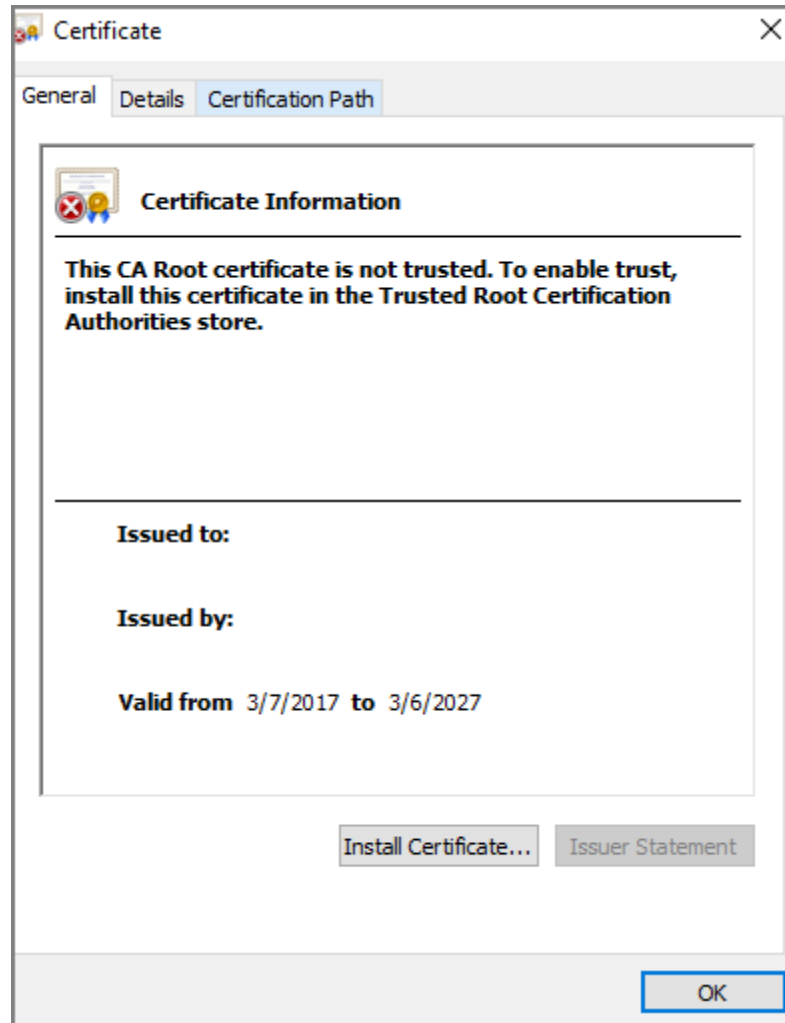 Certificate
General Details Certification Path
Certificate Information
This CA Root certificate is not trusted. To enable trust,
install this certificate in the Trusted Root Certification
Authorities store.
Issued to:
Issued by:
Valid from 3/7/2017 to 3/6/2027
Install Certificate... Issuer Statement
OK